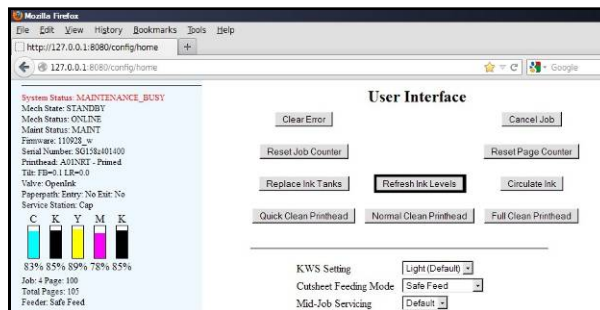 Mozilla Firefox
File Edit View History Bookmarks Tools Help
http://127.0.0.1:8080/config/home +
127.0.0.1:8080/config/home Google
System Status: MAINTENANCE_BUSY
Mech State: STANDBY
Mech Status: ONLINE
Maint Status: MAINT
Firmware: 110928_w
Serial Number: SG158z401400
Printhead: A01NRT - Primed
Tilt: FB=0.1 LR=0.0
Valve: OpenInk
Paperpath: Entry: No Exit: No
Service Station: Cap
C K Y M K
83% 85% 89% 78% 85%
Job: 4 Page: 100
Total Pages: 105
Feeder: Safe Feed
User Interface
Clear Error Cancel Job
Reset Job Counter Reset Page Counter
Replace Ink Tanks Refresh Ink Levels Circulate Ink
Quick Clean Printhead Normal Clean Printhead Full Clean Printhead
KWS Setting Light (Default)
Cutsheet Feeding Mode Safe Feed
Mid-Job Servicing Default